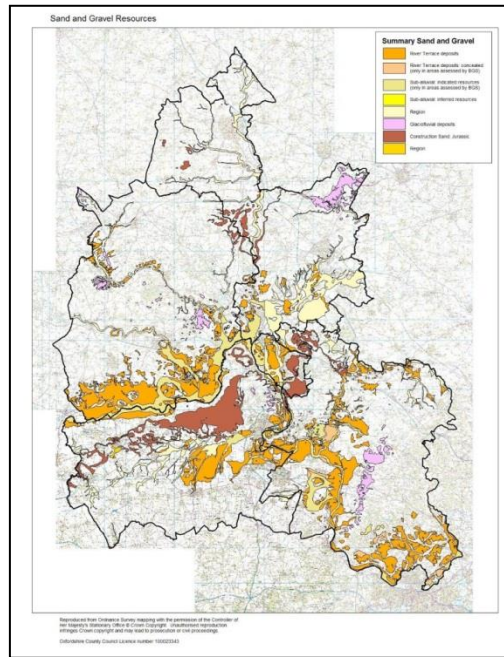 Sand and Gravel Resources
Summary Sand and Gravel
River Terrace deposits
River Terrace deposits: concealed
(only in areas assessed by BGS)
Sub-alluvial: indicated resources
(only in areas assessed by BGS)
Sub-alluvial: inferred resources
Region
Glaciofluvial deposits
Construction Sand: Jurassic
Region
Reproduced from Ordnance Survey mapping with the permission of the Controller of
Her Majesty's Stationery Office © Crown Copyright. Unauthorised reproduction
infringes Crown copyright and may lead to prosecution or civil proceedings.
Oxfordshire County Council Licence number 100023343